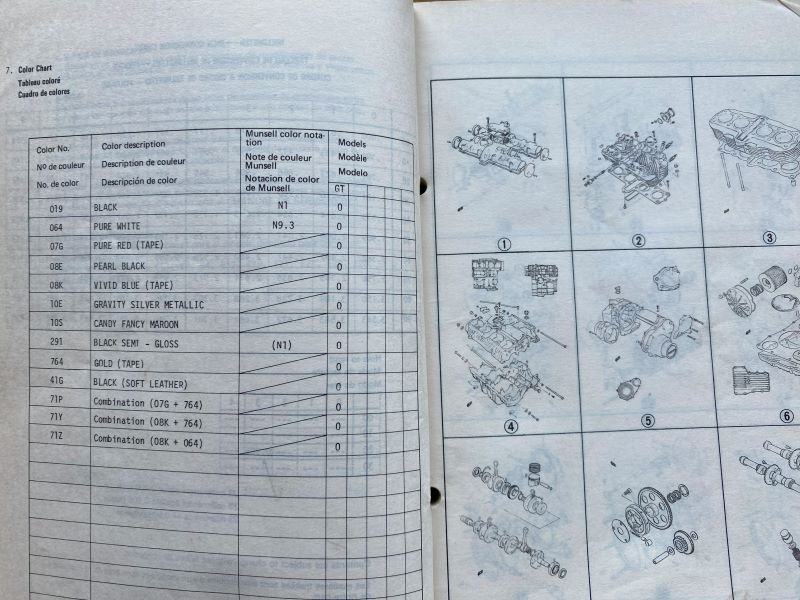 7. Color Chart
Tableau coloré
Cuadro de colores
Color No. Color description Munsell color nota-
tion Models
Nº de couleur Description de couleur Note de couleur
Munsell Modèle
No. de color Descripción de color Notacion de color
de Munsell Modelo
GT
019 BLACK N1 0
064 PURE WHITE N9.3 0
07G PURE RED (TAPE) 0
08E PEARL BLACK 0
08K VIVID BLUE (TAPE) 0
10E GRAVITY SILVER METALLIC 0
10S CANDY FANCY MAROON 0
291 BLACK SEMI - GLOSS (N1) 0
764 GOLD (TAPE) 0
41G BLACK (SOFT LEATHER) 0
71P Combination (07G + 764) 0
71Y Combination (08K + 764) 0
71Z Combination (08K + 064) 0
1 2 3
4 5 6